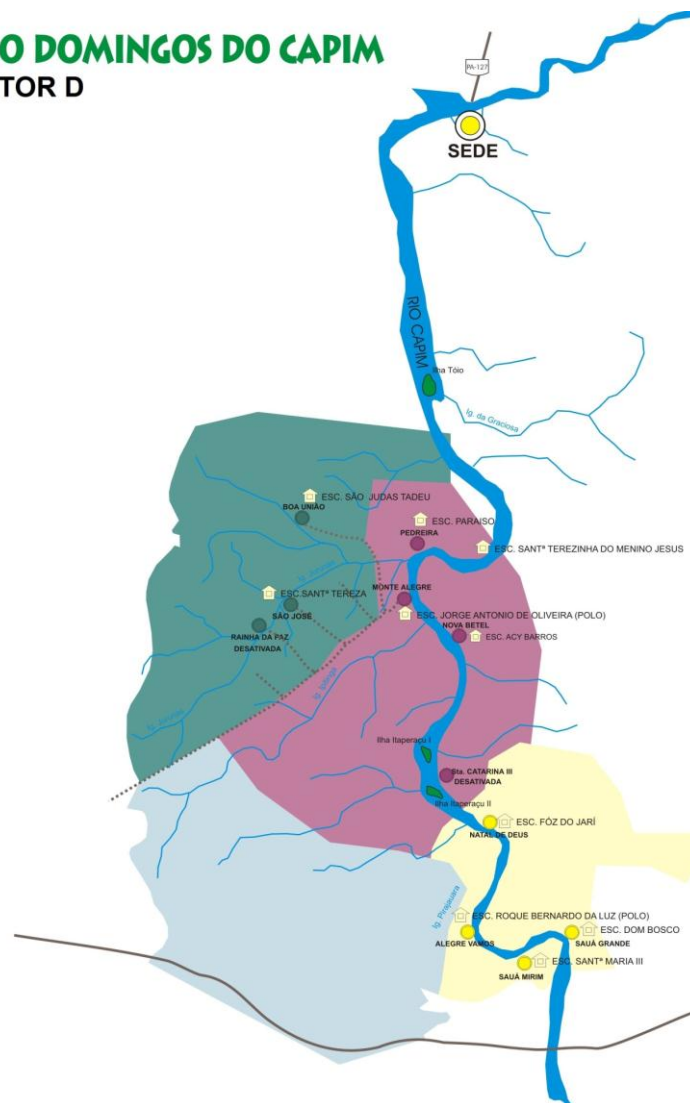 O DOMINGOS DO CAPIM
TOR D
PA-127
SEDE
RIO CAPIM
Ilha Tóio
Ig. da Graciosa
ESC. SÃO JUDAS TADEU
BOA UNIÃO
ESC. PARAISO
PEDREIRA
ESC. SANTª TEREZINHA DO MENINO JESUS
ESC.SANTª TEREZA
SÃO JOSÉ
MONTE ALEGRE
ESC. JORGE ANTONIO DE OLIVEIRA (POLO)
NOVA BETEL
ESC. ACY BARROS
RAINHA DA PAZ
DESATIVADA
Ilha Itaperaçu I
Sta. CATARINA III
DESATIVADA
Ilha Itaperaçu II
ESC. FÓZ DO JARÍ
NATAL DE DEUS
Ig. Pirajauara
ESC. ROQUE BERNARDO DA LUZ (POLO)
ALEGRE VAMOS
ESC. DOM BOSCO
SAUÁ GRANDE
ESC. SANTª MARIA III
SAUÁ MIRIM